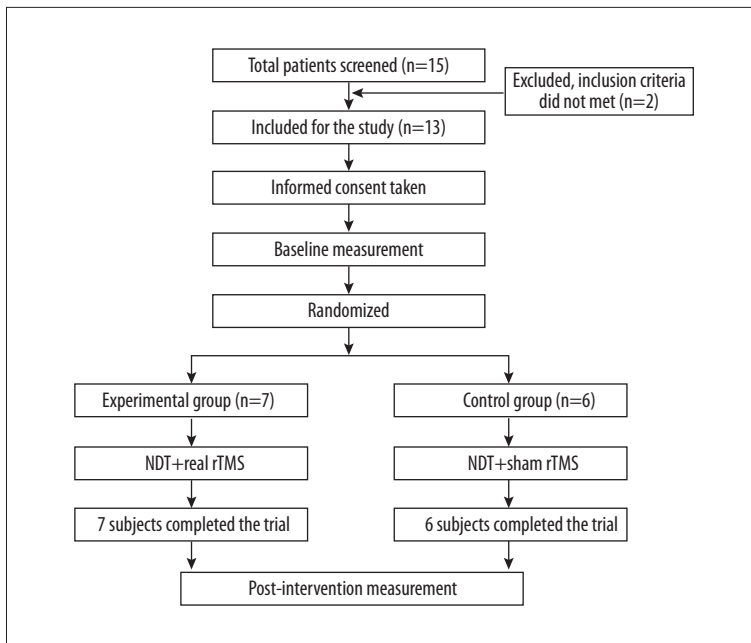 Total patients screened (n=15)
Excluded, inclusion criteria
did not met (n=2)
Included for the study (n=13)
Informed consent taken
Baseline measurement
Randomized
Experimental group (n=7)
Control group (n=6)
NDT+real rTMS
NDT+sham rTMS
7 subjects completed the trial
6 subjects completed the trial
Post-intervention measurement